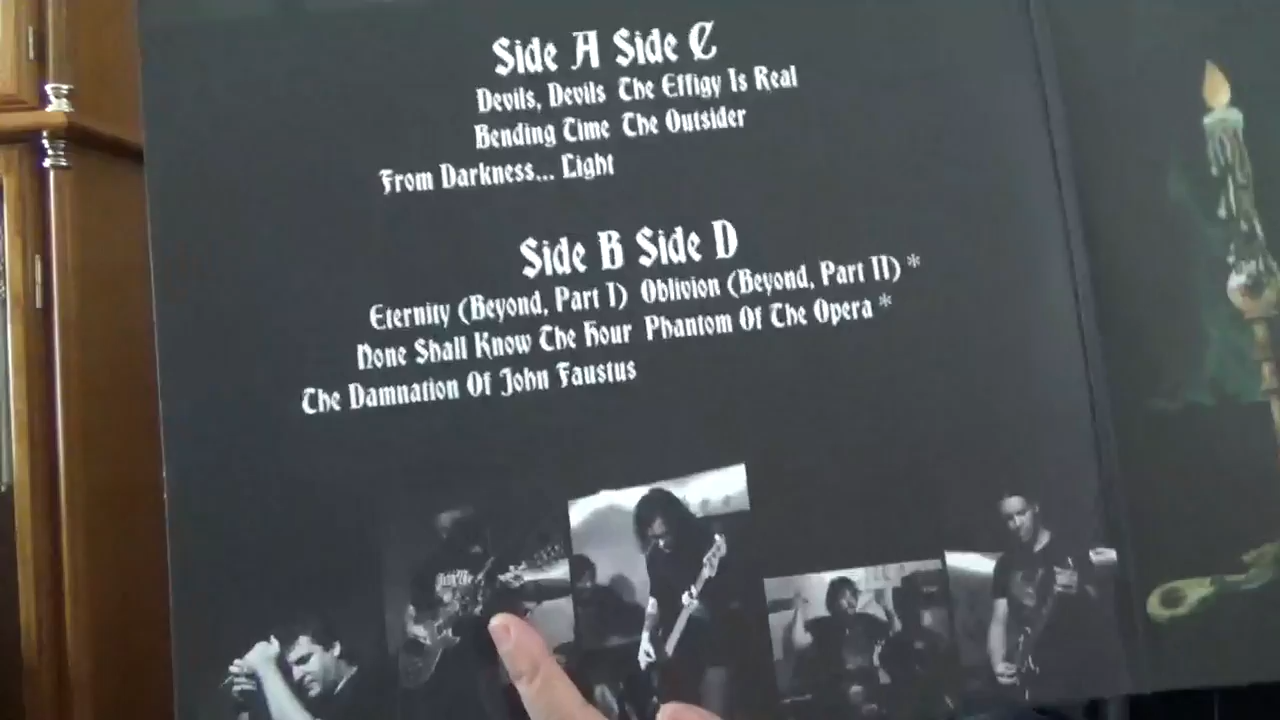 Side A Side C
Devils, Devils The Effigy Is Real
Bending Time The Outsider
From Darkness... Light
Side B Side D
Eternity (Beyond, Part I) Oblivion (Beyond, Part II) *
None Shall Know The Hour Phantom Of The Opera *
The Damnation Of John Faustus